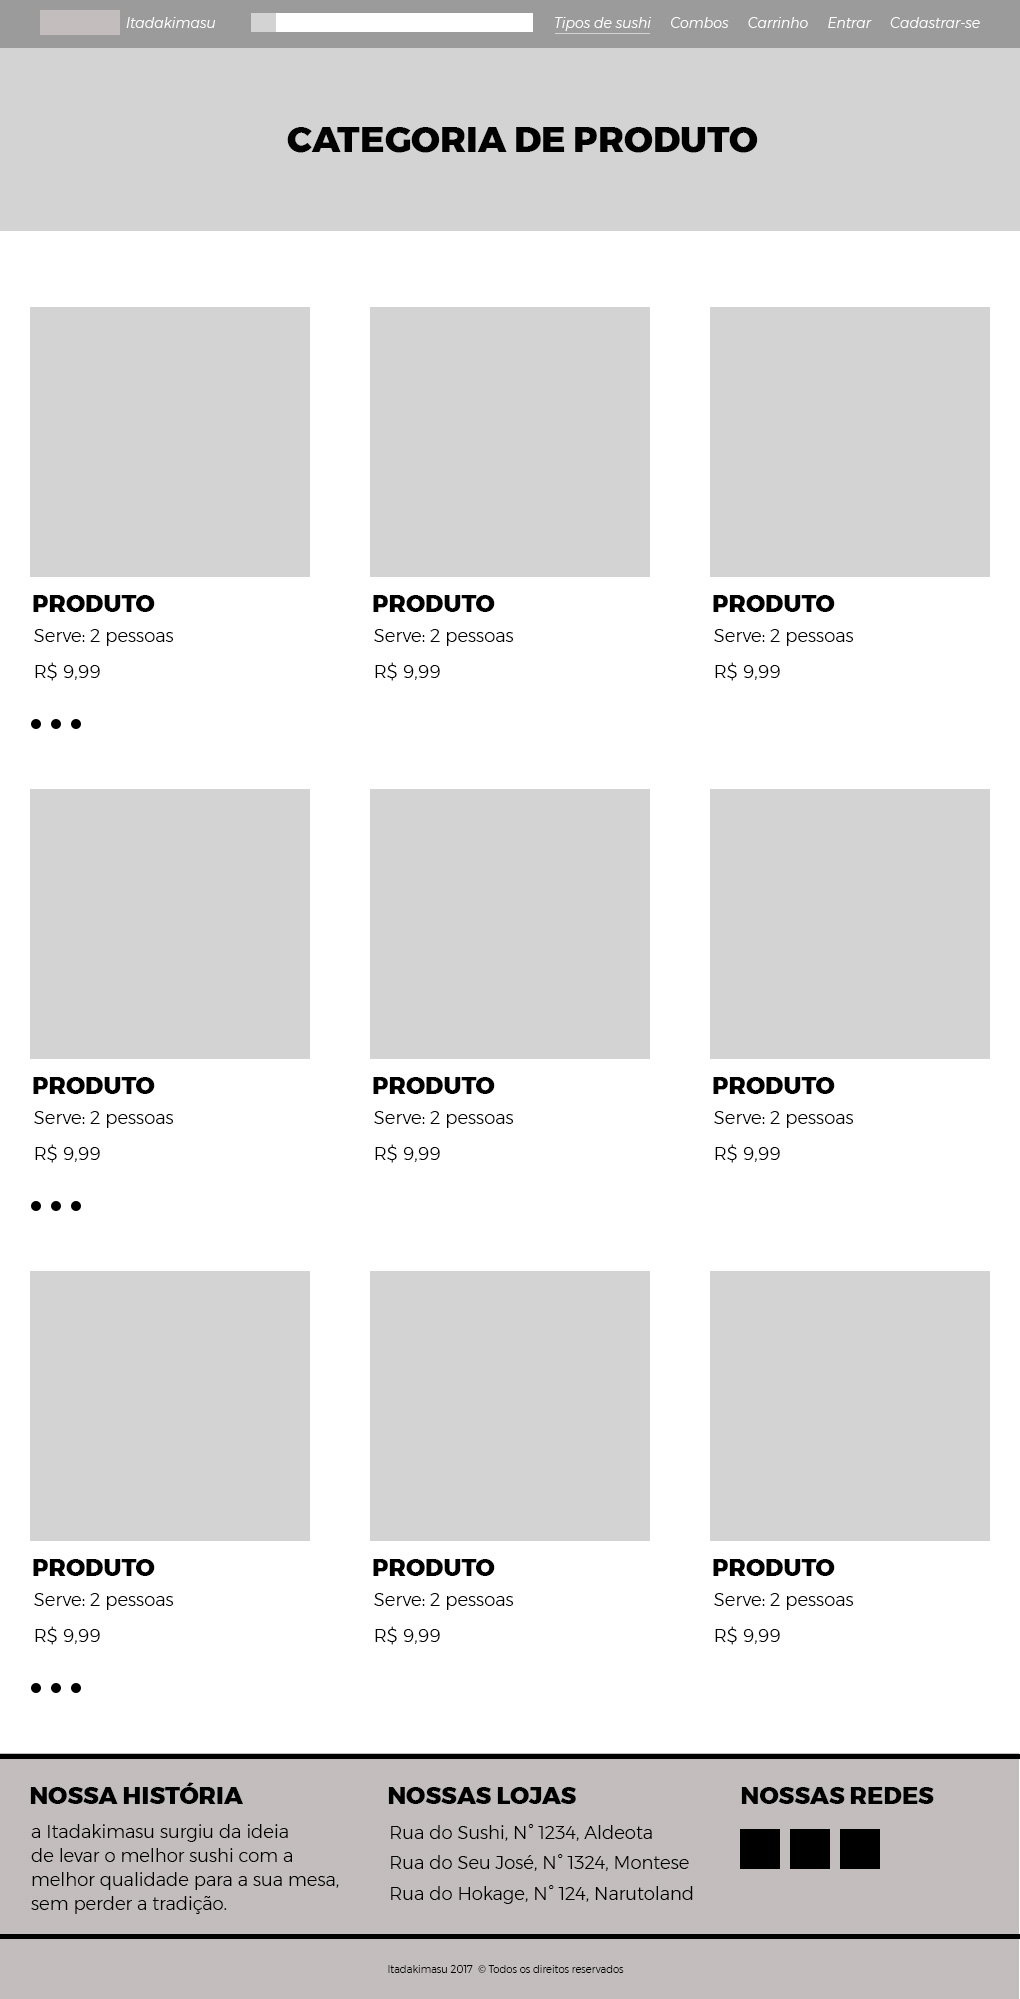 Itadakimasu
Tipos de sushi Combos Carrinho Entrar Cadastrar-se
CATEGORIA DE PRODUTO
PRODUTO
Serve: 2 pessoas
R$ 9,99
PRODUTO
Serve: 2 pessoas
R$ 9,99
PRODUTO
Serve: 2 pessoas
R$ 9,99
PRODUTO
Serve: 2 pessoas
R$ 9,99
PRODUTO
Serve: 2 pessoas
R$ 9,99
PRODUTO
Serve: 2 pessoas
R$ 9,99
PRODUTO
Serve: 2 pessoas
R$ 9,99
PRODUTO
Serve: 2 pessoas
R$ 9,99
PRODUTO
Serve: 2 pessoas
R$ 9,99
NOSSA HISTÓRIA
a Itadakimasu surgiu da ideia
de levar o melhor sushi com a
melhor qualidade para a sua mesa,
sem perder a tradição.
NOSSAS LOJAS
Rua do Sushi, N° 1234, Aldeota
Rua do Seu José, N° 1324, Montese
Rua do Hokage, N° 124, Narutoland
NOSSAS REDES
Itadakimasu 2017 © Todos os direitos reservados